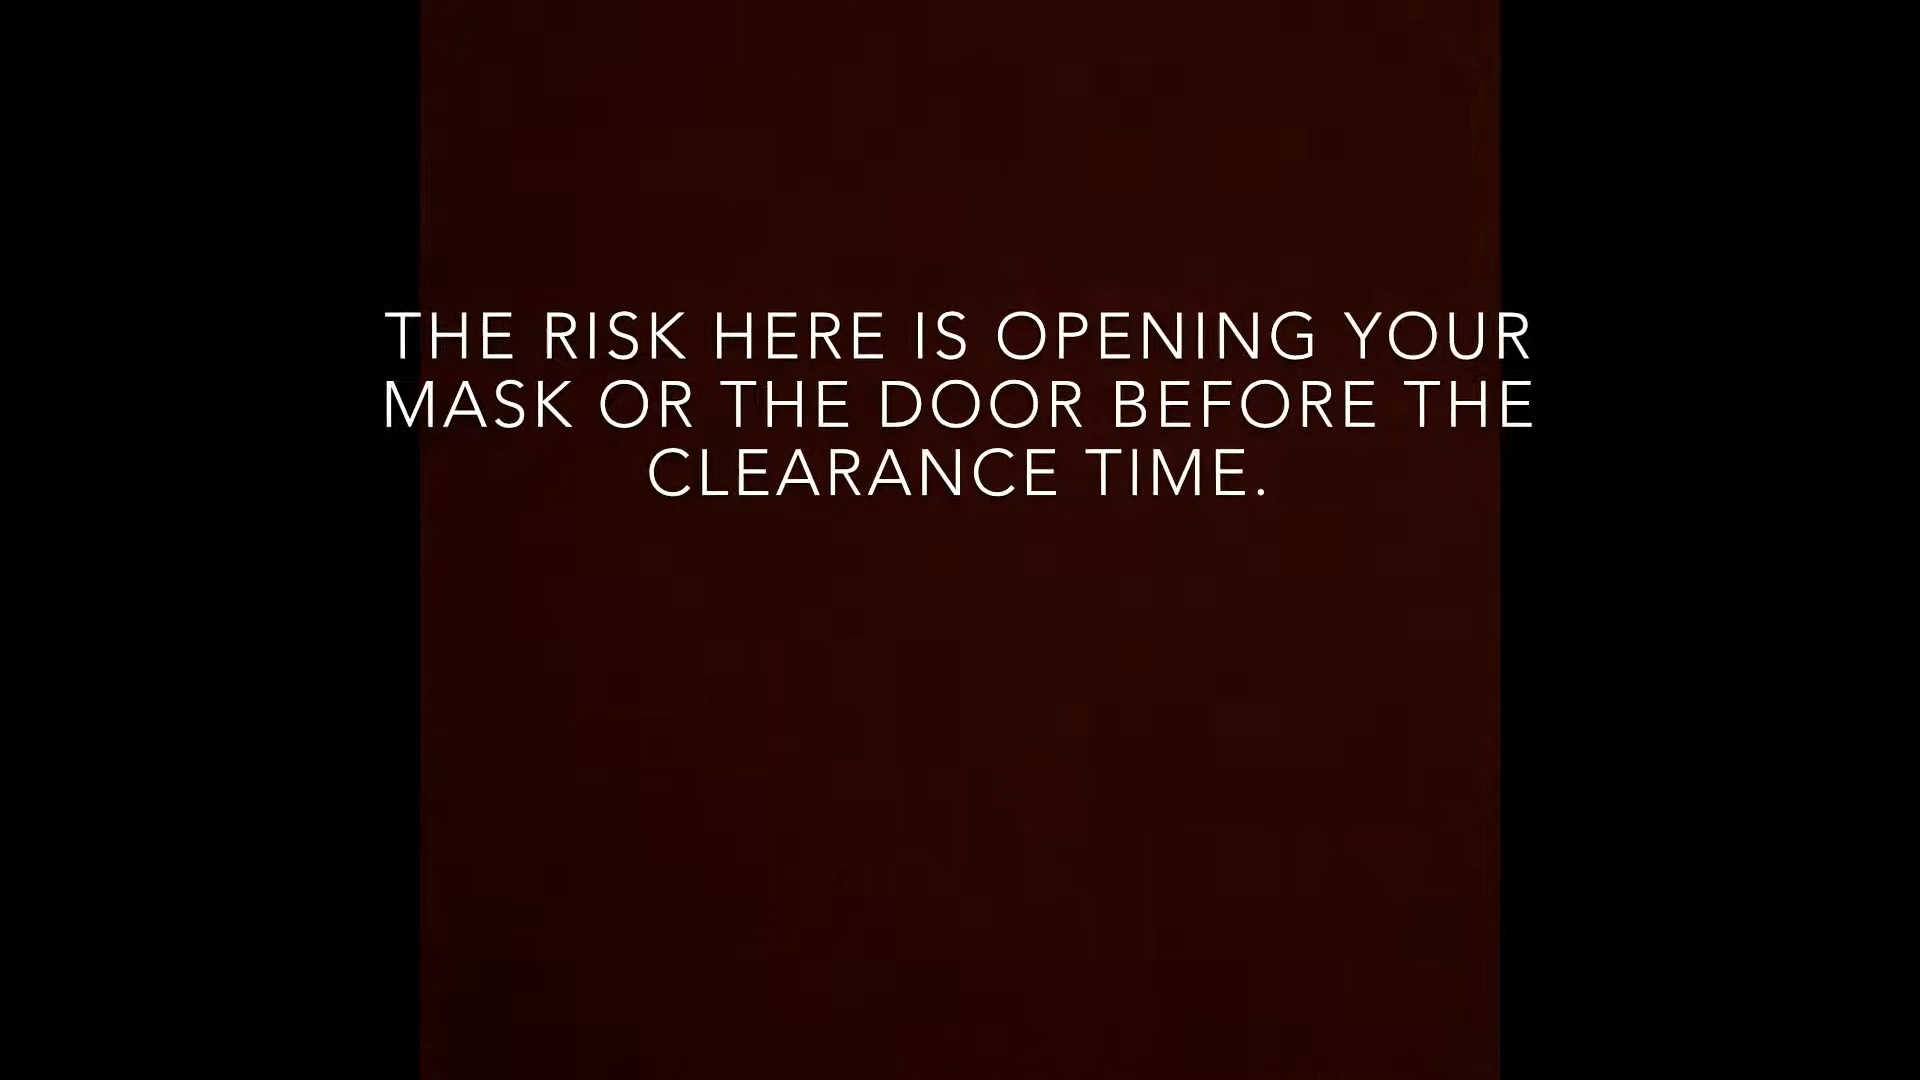 THE RISK HERE IS OPENING YOUR
MASK OR THE DOOR BEFORE THE
CLEARANCE TIME.